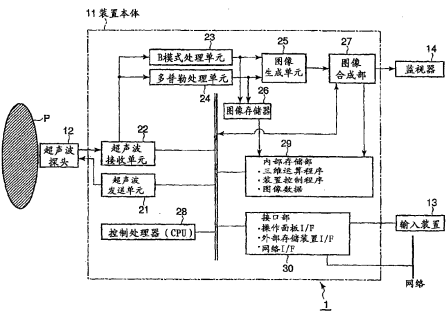 11装置本体
23
B模式处理单元
多普勒处理单元
24
25
图像
生成单元
26
图像存储器
27
图像
合成部
14
监视器
P
12
超声波
探头
22
超声波
接收单元
超声波
发送单元
21
28
控制处理器(CPU)
29
内部存储部
·三维运算程序
·装置控制程序
·图像数据
接口部
·操作面板I/F
·外部存储装置I/F
·网络I/F
30
13
输入装置
网络
1